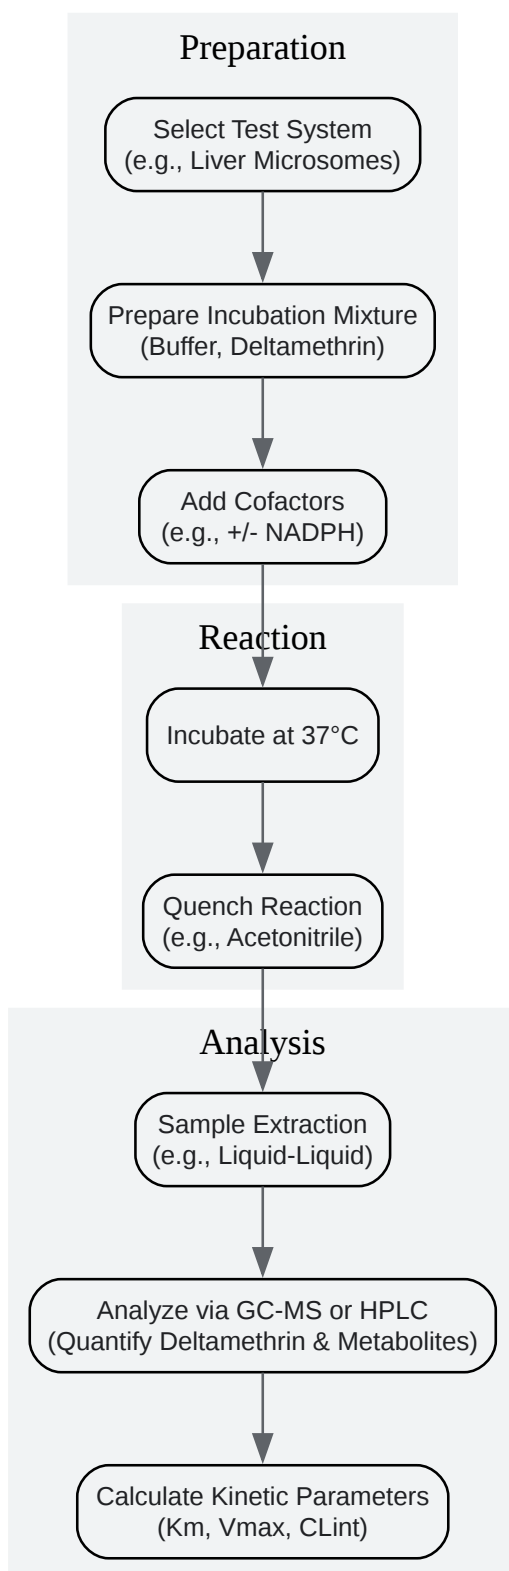 Preparation
Select Test System
(e.g., Liver Microsomes)
Prepare Incubation Mixture
(Buffer, Deltamethrin)
Add Cofactors
(e.g., +/- NADPH)
Reaction
Incubate at 37°C
Quench Reaction
(e.g., Acetonitrile)
Analysis
Sample Extraction
(e.g., Liquid-Liquid)
Analyze via GC-MS or HPLC
(Quantify Deltamethrin & Metabolites)
Calculate Kinetic Parameters
(Km, Vmax, CLint)